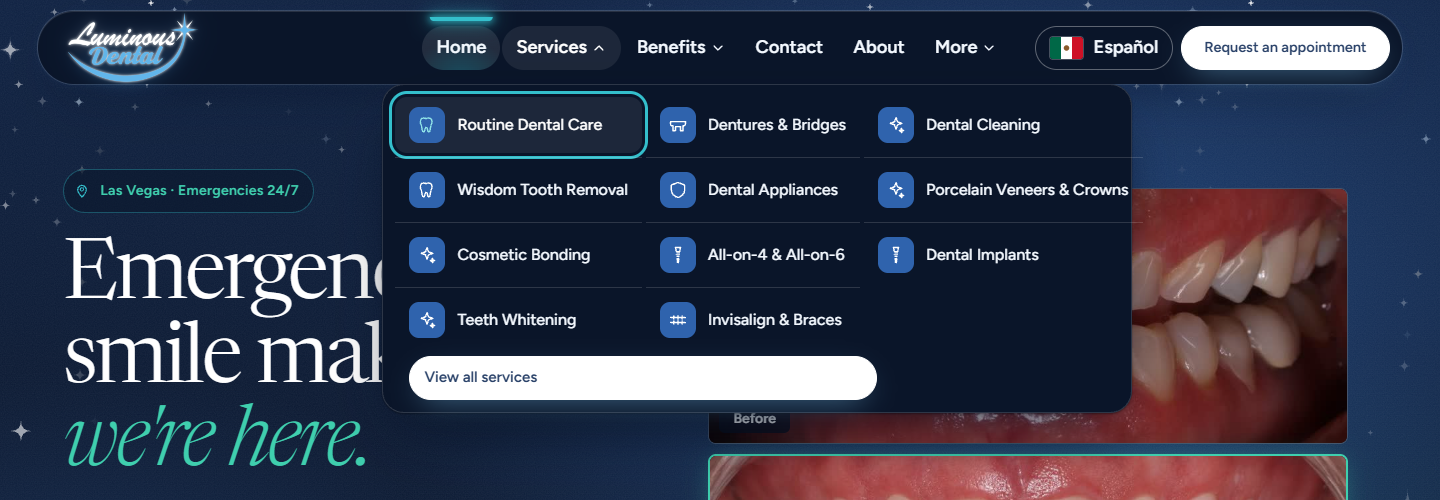 Luminous
Dental
Home
Services
Benefits
Contact
About
More
Español
Request an appointment
Routine Dental Care
Dentures & Bridges
Dental Cleaning
Wisdom Tooth Removal
Dental Appliances
Porcelain Veneers & Crowns
Cosmetic Bonding
All-on-4 & All-on-6
Dental Implants
Teeth Whitening
Invisalign & Braces
View all services
Las Vegas · Emergencies 24/7
smile
we're here.
Before